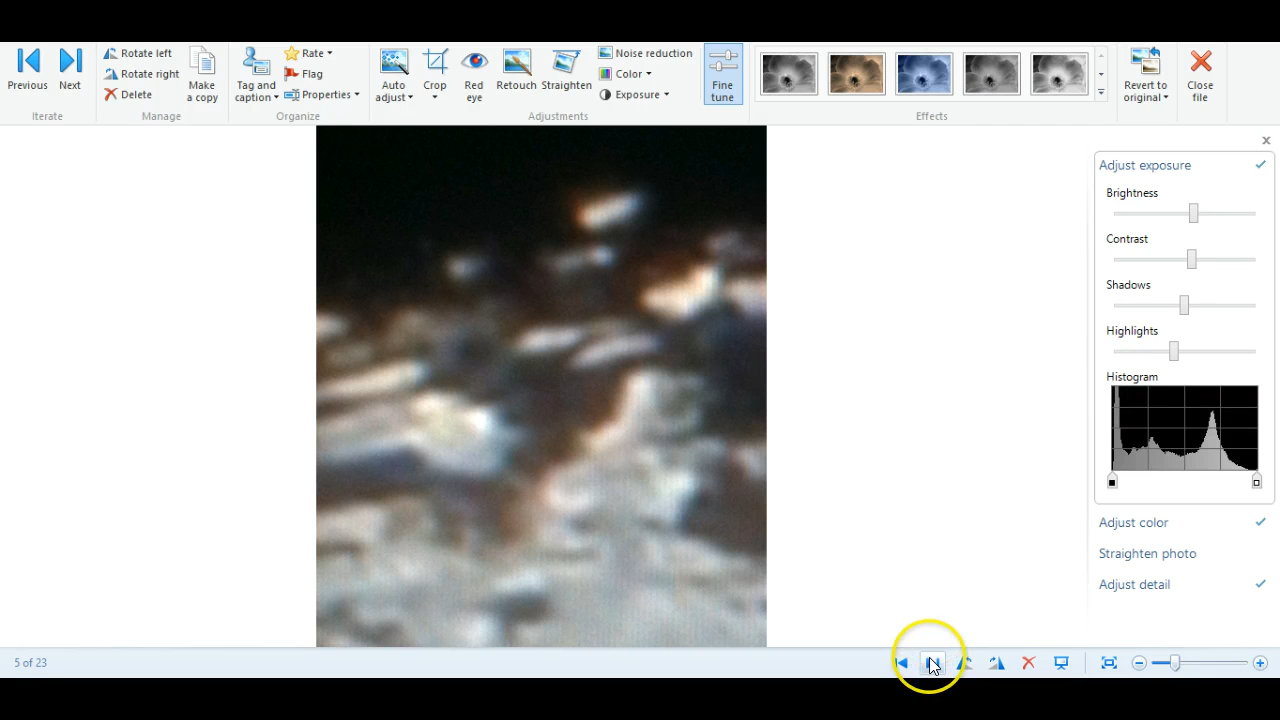 Previous
Next
Iterate
Rotate left
Rotate right
Delete
Make a copy
Manage
Tag and caption
Rate
Flag
Properties
Organize
Auto adjust
Crop
Red eye
Retouch
Straighten
Noise reduction
Color
Exposure
Fine tune
Adjustments
Effects
Revert to original
Close file
Adjust exposure
Brightness
Contrast
Shadows
Highlights
Histogram
Adjust color
Straighten photo
Adjust detail
5 of 23